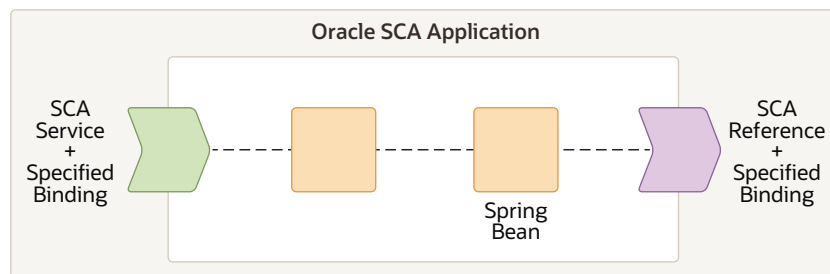 Oracle SCA Application
SCA
Service
+
Specified
Binding
Spring
Bean
SCA
Reference
+
Specified
Binding